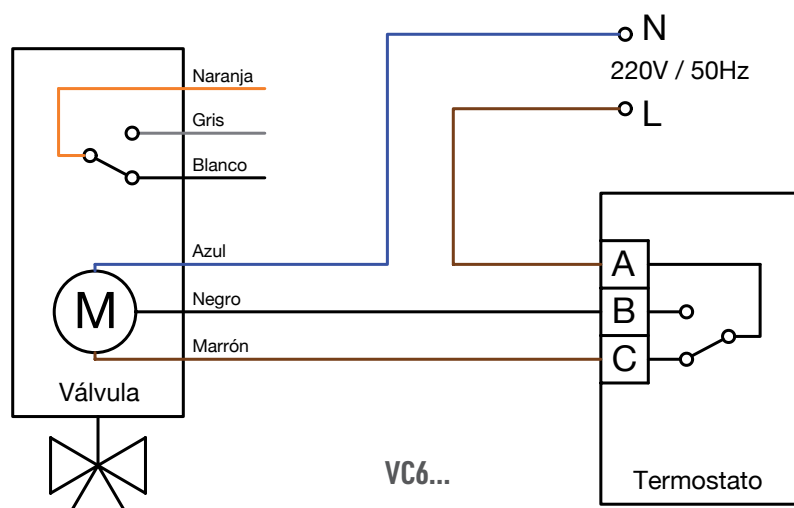 N
Naranja
220V / 50Hz
Gris
L
Blanco
Azul
A
Negro
B
M
Marrón
C
Válvula
VC6...
Termostato